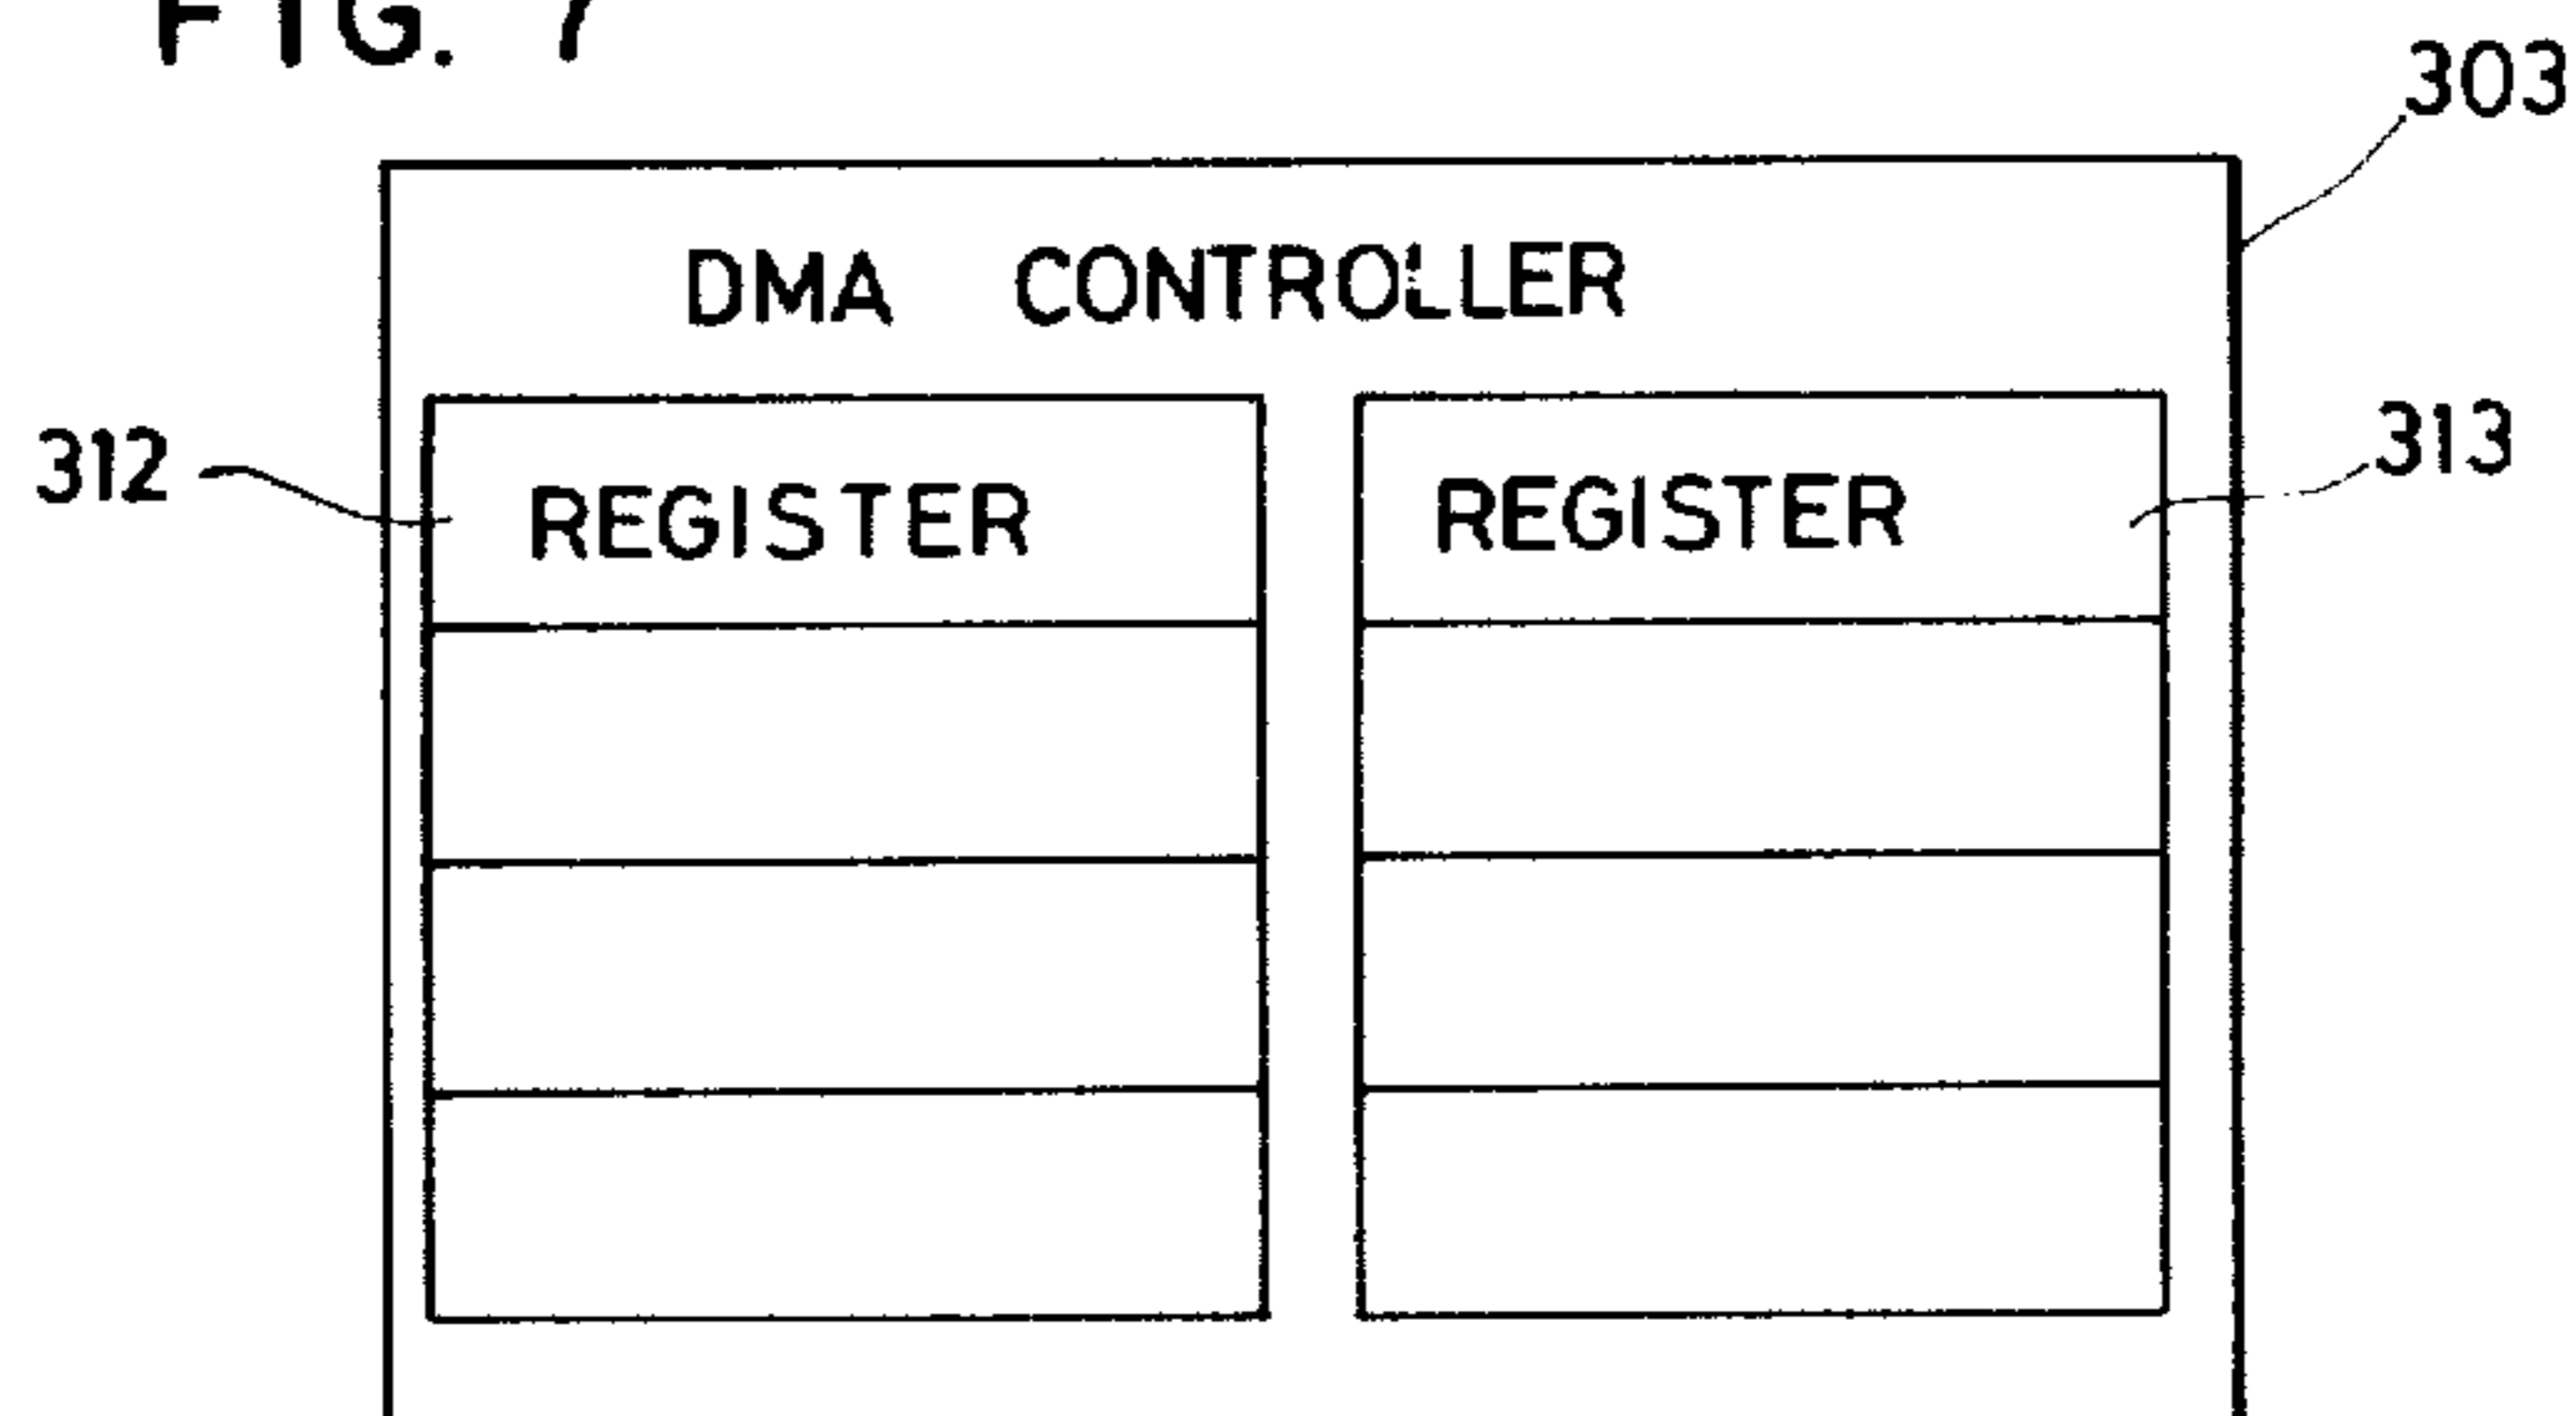 FIG. 7
303
DMA CONTROLLER
312 REGISTER REGISTER 313